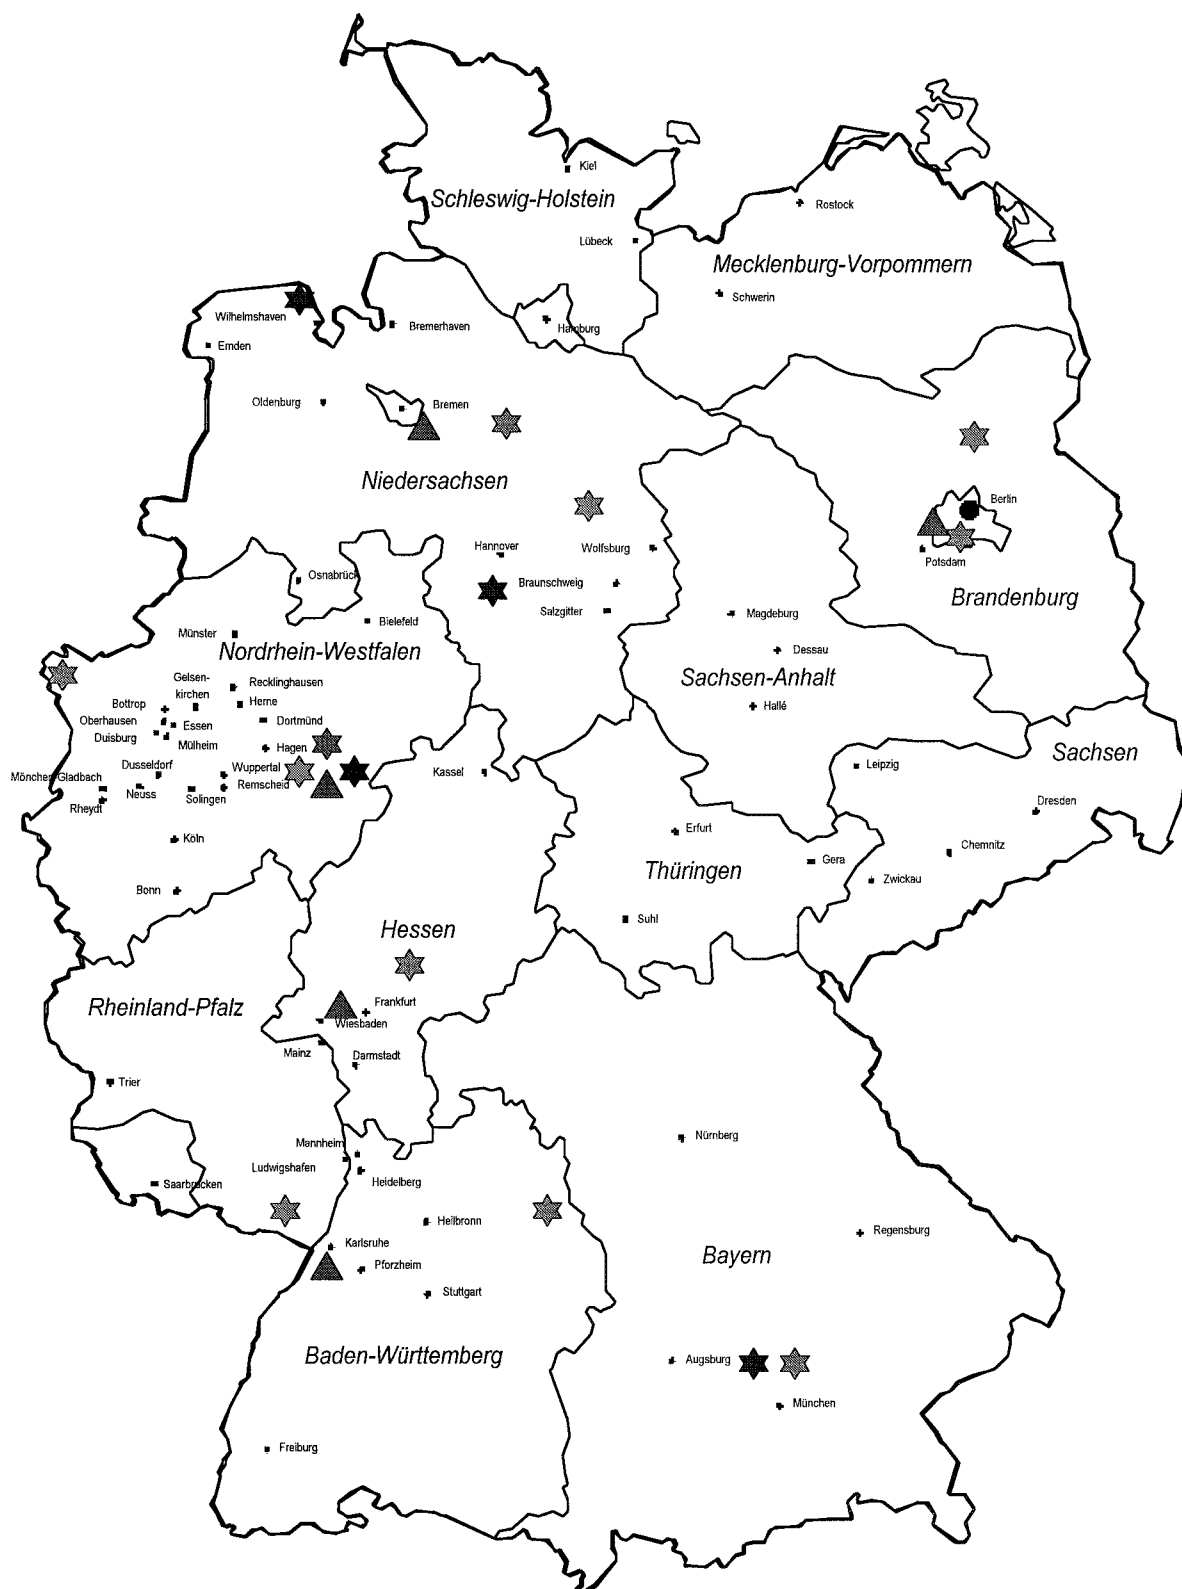 Kiel
Schleswig-Holstein
Rostock
Lübeck
Mecklenburg-Vorpommern
Schwerin
Wilhelmshaven
Bremerhaven
Hamburg
Emden
Oldenburg
Bremen
Niedersachsen
Berlin
Hannover
Wolfsburg
Potsdam
Osnabrück
Braunschweig
Brandenburg
Salzgitter
Magdeburg
Bielefeld
Münster
Nordrhein-Westfalen
Dessau
Gelsen-
kirchen
Recklinghausen
Sachsen-Anhalt
Bottrop
Herne
Hallé
Oberhausen
Essen
Dortmünd
Duisburg
Mülheim
Hagen
Sachsen
Dusseldorf
Wuppertal
Kassel
Leipzig
Mönchen-Gladbach
Neuss
Solingen
Remscheid
Rheydt
Dresden
Köln
Erfurt
Chemnitz
Thüringen
Gera
Zwickau
Bonn
Suhl
Hessen
Rheinland-Pfalz
Frankfurt
Wiesbaden
Mainz
Darmstadt
Trier
Nürnberg
Mannheim
Ludwigshafen
Heidelberg
Saarbrücken
Heilbronn
Regensburg
Karlsruhe
Bayern
Pforzheim
Stuttgart
Baden-Württemberg
Augsburg
München
Freiburg